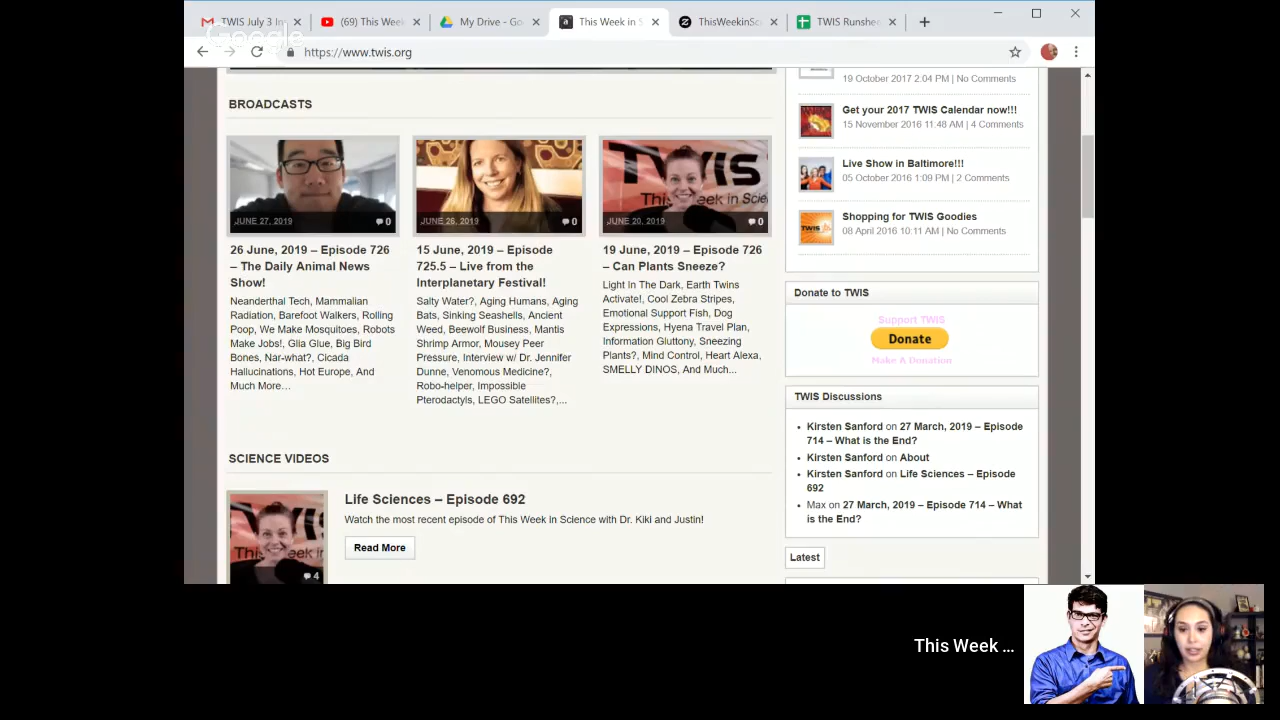 TWIS July 3 In
(69) This Week
My Drive - Go
This Week in S
ThisWeekinSc
TWIS Runshee
Google
https://www.twis.org
BROADCASTS
JUNE 27, 2019
0
26 June, 2019 – Episode 726
– The Daily Animal News
Show!
Neanderthal Tech, Mammalian
Radiation, Barefoot Walkers, Rolling
Poop, We Make Mosquitoes, Robots
Make Jobs!, Glia Glue, Big Bird
Bones, Nar-what?, Cicada
Hallucinations, Hot Europe, And
Much More…
JUNE 26, 2019
0
15 June, 2019 – Episode
725.5 – Live from the
Interplanetary Festival!
Salty Water?, Aging Humans, Aging
Bats, Sinking Seashells, Ancient
Weed, Beewolf Business, Mantis
Shrimp Armor, Mousey Peer
Pressure, Interview w/ Dr. Jennifer
Dunne, Venomous Medicine?,
Robo-helper, Impossible
Pterodactyls, LEGO Satellites?,...
TWIS
This Week in Scie
JUNE 20, 2019
0
19 June, 2019 – Episode 726
– Can Plants Sneeze?
Light In The Dark, Earth Twins
Activate!, Cool Zebra Stripes,
Emotional Support Fish, Dog
Expressions, Hyena Travel Plan,
Information Gluttony, Sneezing
Plants?, Mind Control, Heart Alexa,
SMELLY DINOS, And Much...
SCIENCE VIDEOS
This Week in
4
Life Sciences – Episode 692
Watch the most recent episode of This Week in Science with Dr. Kiki and Justin!
Read More
19 October 2017 2.04 PM | No Comments
Get your 2017 TWIS Calendar now!!!
15 November 2016 11.48 AM | 4 Comments
Live Show in Baltimore!!!
05 October 2016 1:09 PM | 2 Comments
TWIS
Shopping for TWIS Goodies
08 April 2016 10:11 AM | No Comments
Donate to TWIS
Support TWIS
Donate
Make A Donation
TWIS Discussions
Kirsten Sanford on 27 March, 2019 – Episode
714 – What is the End?
Kirsten Sanford on About
Kirsten Sanford on Life Sciences – Episode
692
Max on 27 March, 2019 – Episode 714 – What
is the End?
Latest
This Week ...